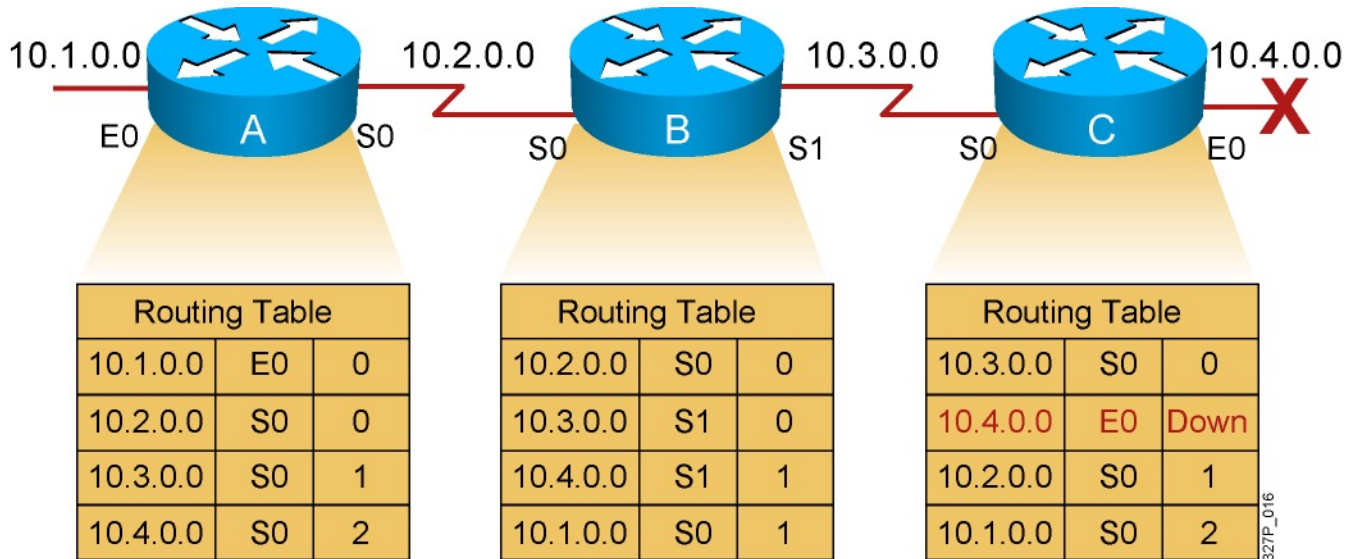 10.1.0.0 10.2.0.0 10.3.0.0 10.4.0.0
X
E0 A S0 S0 B S1 S0 C E0
Routing Table
10.1.0.0 E0 0
10.2.0.0 S0 0
10.3.0.0 S0 1
10.4.0.0 S0 2
Routing Table
10.2.0.0 S0 0
10.3.0.0 S1 0
10.4.0.0 S1 1
10.1.0.0 S0 1
Routing Table
10.3.0.0 S0 0
10.4.0.0 E0 Down
10.2.0.0 S0 1
10.1.0.0 S0 2
327P_016